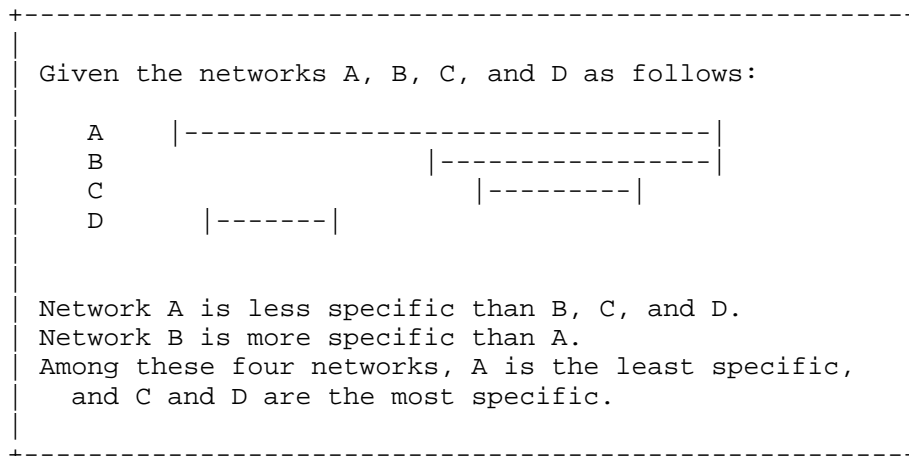 Given the networks A, B, C, and D as follows:
A |---------------------------------|
B |-----------------|
C |---------|
D |-------|
Network A is less specific than B, C, and D.
Network B is more specific than A.
Among these four networks, A is the least specific,
and C and D are the most specific.